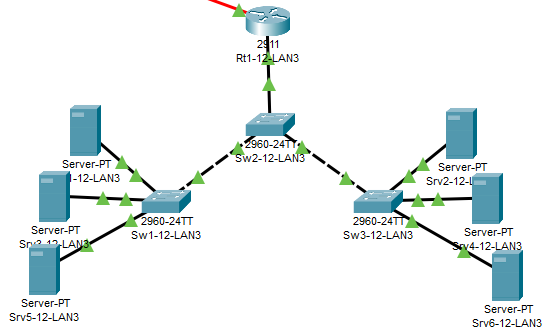 2911
Rt1-12-LAN3
2960-24TT
Sw2-12-LAN3
Server-PT
1-12-LAN3
Server-PT
Srv2-12-L
2960-24TT
Sw1-12-LAN3
2960-24TT
Sw3-12-LAN3
Server-PT
Srv3-12-LAN3
Server-PT
Srv4-12-LAN3
Server-PT
Srv5-12-LAN3
Server-PT
Srv6-12-LAN3